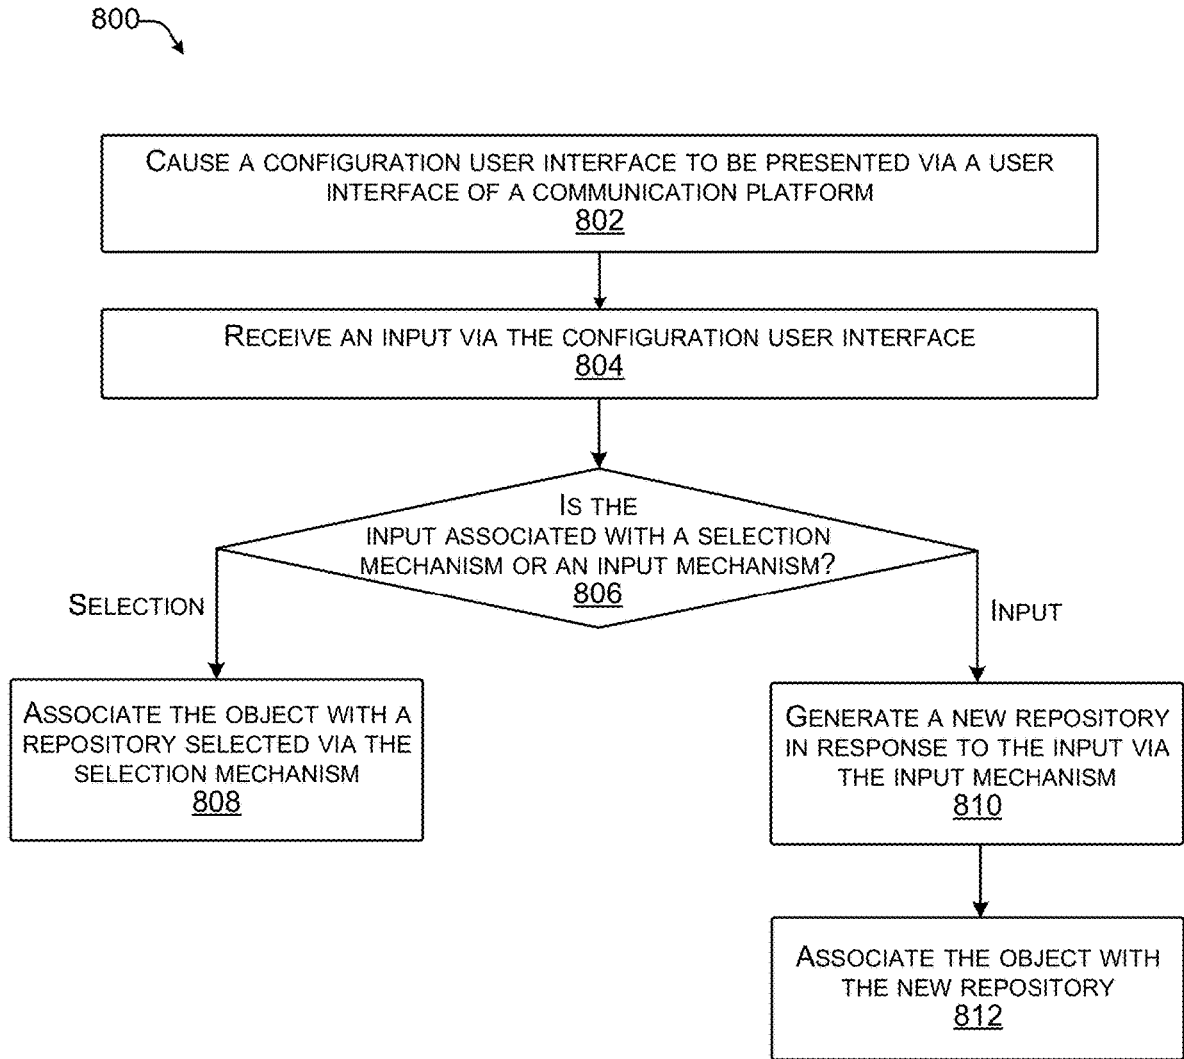 800
CAUSE A CONFIGURATION USER INTERFACE TO BE PRESENTED VIA A USER
INTERFACE OF A COMMUNICATION PLATFORM
802
RECEIVE AN INPUT VIA THE CONFIGURATION USER INTERFACE
804
IS THE
INPUT ASSOCIATED WITH A SELECTION
MECHANISM OR AN INPUT MECHANISM?
806
SELECTION
INPUT
ASSOCIATE THE OBJECT WITH A
REPOSITORY SELECTED VIA THE
SELECTION MECHANISM
808
GENERATE A NEW REPOSITORY
IN RESPONSE TO THE INPUT VIA
THE INPUT MECHANISM
810
ASSOCIATE THE OBJECT WITH
THE NEW REPOSITORY
812